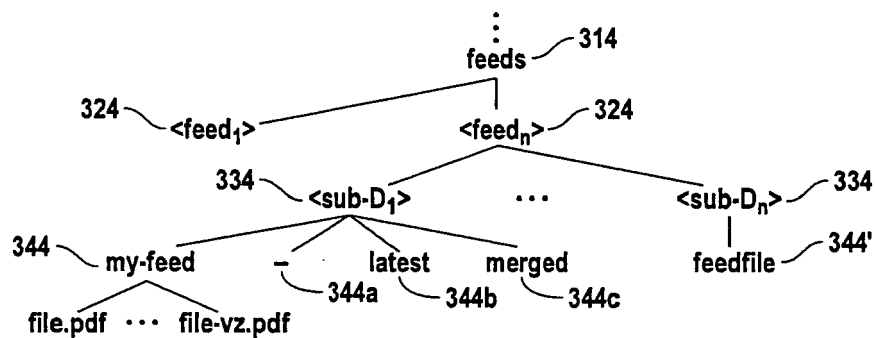 ⋮
feeds 314
324 <feed₁> <feedₙ> 324
334 <sub-D₁> ... <sub-Dₙ> 334
344 my-feed – latest merged feedfile 344'
344a 344b 344c
file.pdf ... file-vz.pdf